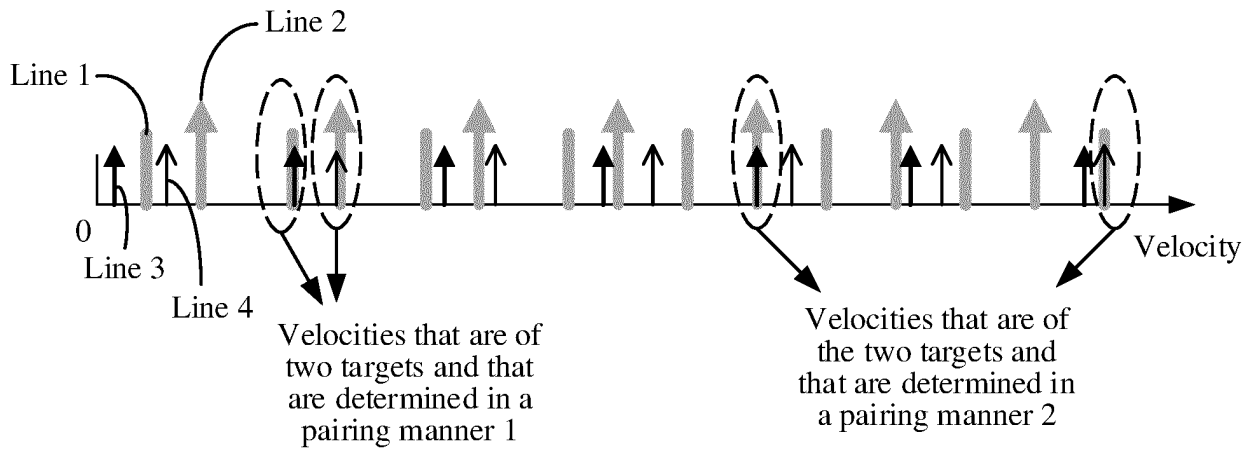 Line 2
Line 1
0
Velocity
Line 3
Line 4
Velocities that are of
two targets and that
are determined in a
pairing manner 1
Velocities that are of
the two targets and
that are determined in
a pairing manner 2